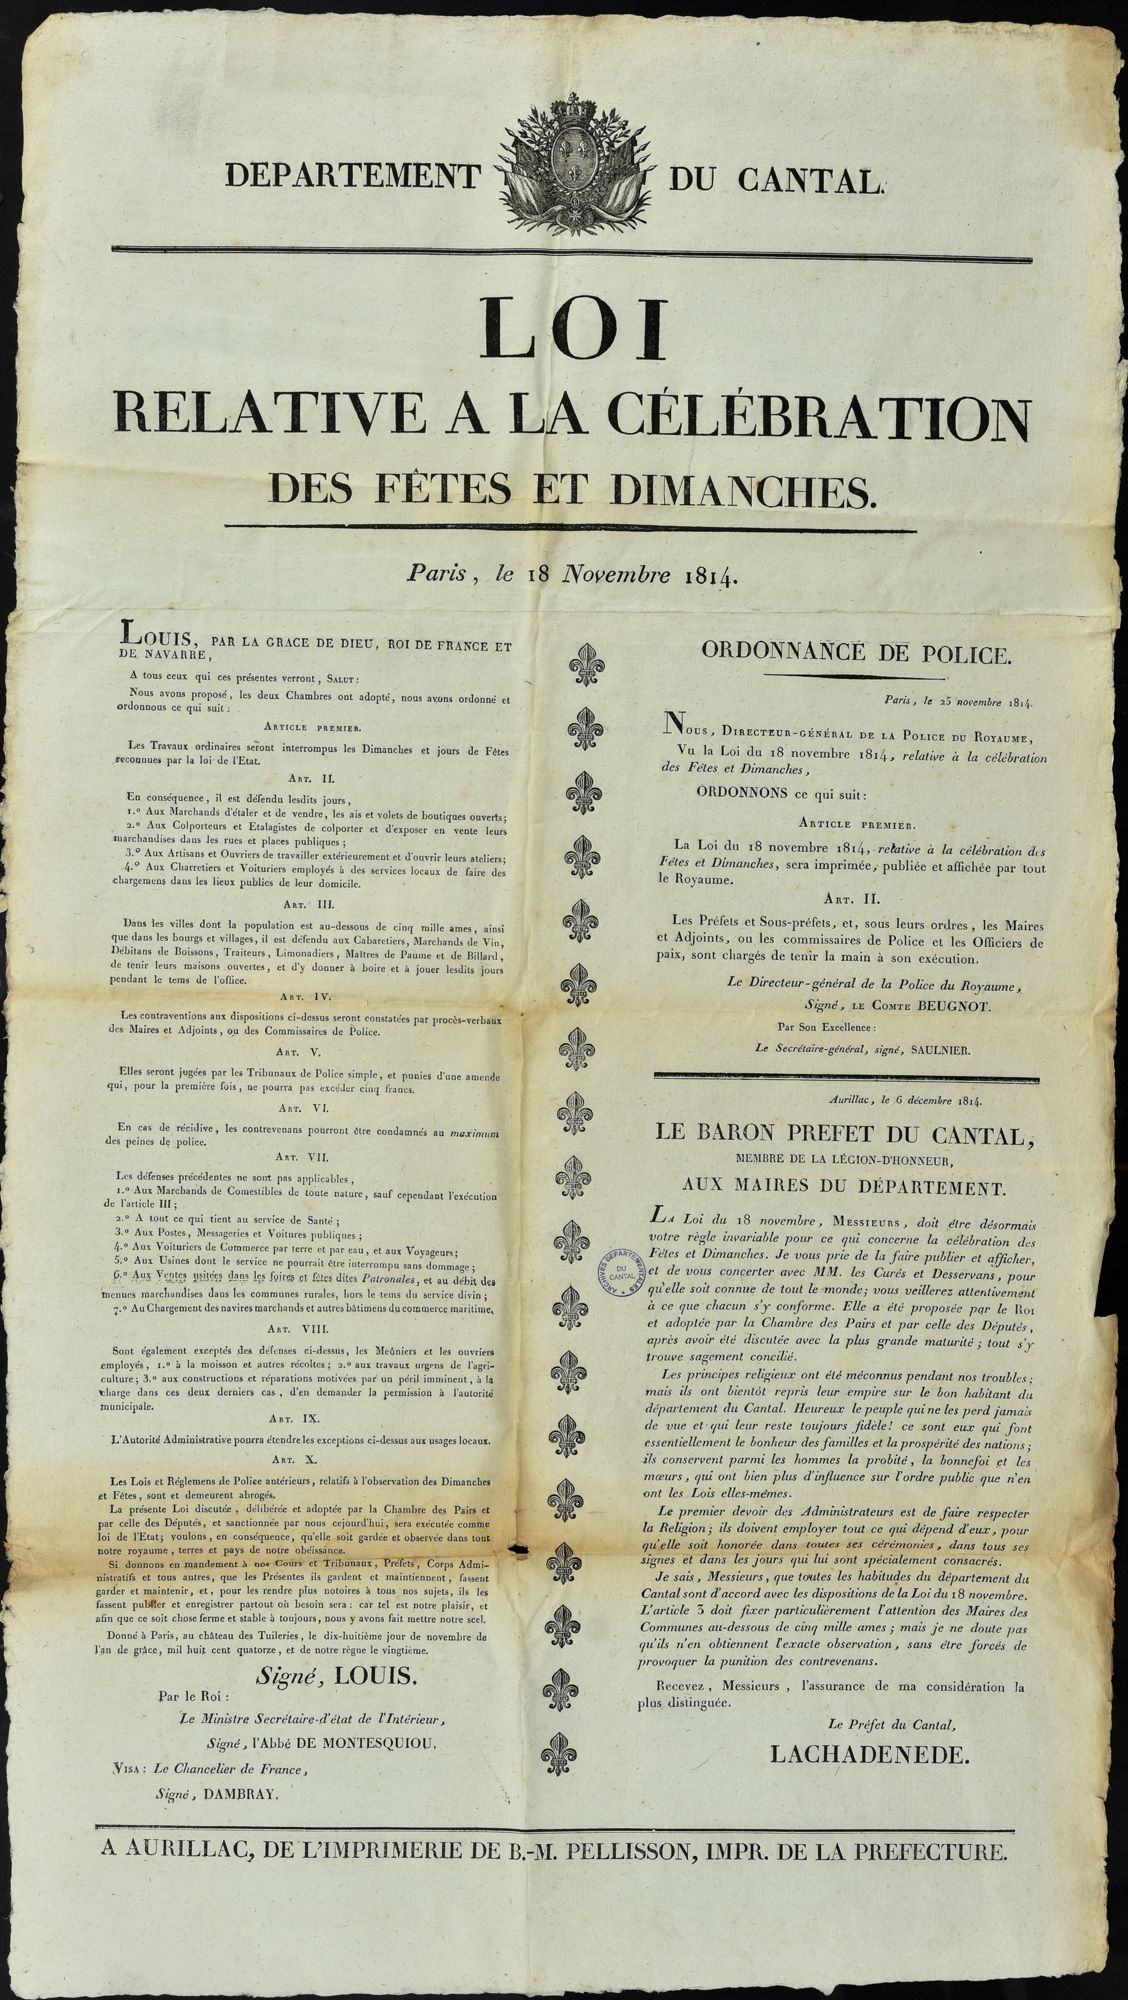 DEPARTEMENT DU CANTAL.
LOI
RELATIVE A LA CÉLÉBRATION
DES FÊTES ET DIMANCHES.
Paris, le 18 Novembre 1814.
LOUIS, PAR LA GRACE DE DIEU, ROI DE FRANCE ET
DE NAVARRE,
A tous ceux qui ces présentes verront, SALUT :
Nous avons proposé, les deux Chambres ont adopté, nous avons ordonné et
ordonnons ce qui suit :
ARTICLE PREMIER.
Les Travaux ordinaires seront interrompus les Dimanches et jours de Fêtes
reconnues par la loi de l'Etat.
ART. II.
En conséquence, il est défendu lesdits jours,
1.º Aux Marchands d'étaler et de vendre, les ais et volets de boutiques ouverts;
2.º Aux Colporteurs et Etalagistes de colporter et d'exposer en vente leurs
marchandises dans les rues et places publiques ;
3.º Aux Artisans et Ouvriers de travailler extérieurement et d'ouvrir leurs ateliers;
4.º Aux Charretiers et Voituriers employés à des services locaux de faire des
chargemens dans les lieux publics de leur domicile.
ART. III.
Dans les villes dont la population est au-dessous de cinq mille ames, ainsi
que dans les bourgs et villages, il est défendu aux Cabaretiers, Marchands de Vin,
Débitans de Boissons, Traiteurs, Limonadiers, Maîtres de Paume et de Billard,
de tenir leurs maisons ouvertes, et d'y donner à boire et à jouer lesdits jours
pendant le tems de l'office.
ART. IV.
Les contraventions aux dispositions ci-dessus seront constatées par procès-verbaux
des Maires et Adjoints, ou des Commissaires de Police.
ART. V.
Elles seront jugées par les Tribunaux de Police simple, et punies d'une amende
qui, pour la première fois, ne pourra pas excéder cinq francs.
ART. VI.
En cas de récidive, les contrevenans pourront être condamnés au maximum
des peines de police.
ART. VII.
Les défenses précédentes ne sont pas applicables,
1.º Aux Marchands de Comestibles de toute nature, sauf cependant l'exécution
de l'article III ;
2.º A tout ce qui tient au service de Santé ;
3.º Aux Postes, Messageries et Voitures publiques ;
4.º Aux Voituriers de Commerce par terre et par eau, et aux Voyageurs ;
5.º Aux Usines dont le service ne pourrait être interrompu sans dommage ;
6.º Aux Ventes usitées dans les foires et fêtes dites Patronales, et au débit des
menues marchandises dans les communes rurales, hors le tems du service divin ;
7.º Au Chargement des navires marchands et autres bâtimens du commerce maritime.
ART. VIII.
Sont également exceptés des défenses ci-dessus, les Meûniers et les ouvriers
employés, 1.º à la moisson et autres récoltes ; 2.º aux travaux urgens de l'agri-
culture ; 3.º aux constructions et réparations motivées par un péril imminent, à la
charge dans ces deux derniers cas, d'en demander la permission à l'autorité
municipale.
ART. IX.
L'Autorité Administrative pourra étendre les exceptions ci-dessus aux usages locaux.
ART. X.
Les Lois et Réglemens de Police antérieurs, relatifs à l'observation des Dimanches
et Fêtes, sont et demeurent abrogés.
La présente Loi discutée, délibérée et adoptée par la Chambre des Pairs et
par celle des Députés, et sanctionnée par nous cejourd'hui, sera exécutée comme
loi de l'Etat; voulons, en conséquence, qu'elle soit gardée et observée dans tout
notre royaume, terres et pays de notre obéissance.
Si donnons en mandement à nos Cours et Tribunaux, Préfets, Corps Admi-
nistratifs et tous autres, que les Présentes ils gardent et maintiennent, fassent
garder et maintenir, et, pour les rendre plus notoires à tous nos sujets, ils les
fassent publier et enregistrer partout où besoin sera : car tel est notre plaisir, et
afin que ce soit chose ferme et stable à toujours, nous y avons fait mettre notre scel.
Donné à Paris, au château des Tuileries, le dix-huitième jour de novembre de
l'an de grâce, mil huit cent quatorze, et de notre règne le vingtième.
Signé, LOUIS.
Par le Roi :
Le Ministre Secrétaire-d'état de l'Intérieur,
Signé, l'Abbé DE MONTESQUIOU.
VISA : Le Chancelier de France,
Signé, DAMBRAY.
ORDONNANCE DE POLICE.
Paris, le 25 novembre 1814.
NOUS, DIRECTEUR-GÉNÉRAL DE LA POLICE DU ROYAUME,
Vu la Loi du 18 novembre 1814, relative à la célébration
des Fêtes et Dimanches,
ORDONNONS ce qui suit :
ARTICLE PREMIER.
La Loi du 18 novembre 1814, relative à la célébration des
Fêtes et Dimanches, sera imprimée, publiée et affichée par tout
le Royaume.
ART. II.
Les Préfets et Sous-préfets, et, sous leurs ordres, les Maires
et Adjoints, ou les commissaires de Police et les Officiers de
paix, sont chargés de tenir la main à son exécution.
Le Directeur-général de la Police du Royaume,
Signé, LE COMTE BEUGNOT.
Par Son Excellence :
Le Secrétaire-général, signé, SAULNIER.
Aurillac, le 6 décembre 1814.
LE BARON PREFET DU CANTAL,
MEMBRE DE LA LÉGION-D'HONNEUR,
AUX MAIRES DU DÉPARTEMENT.
LA Loi du 18 novembre, MESSIEURS, doit être désormais
votre règle invariable pour ce qui concerne la célébration des
Fêtes et Dimanches. Je vous prie de la faire publier et afficher,
et de vous concerter avec MM. les Curés et Desservans, pour
qu'elle soit connue de tout le monde; vous veillerez attentivement
à ce que chacun s'y conforme. Elle a été proposée par le ROI
et adoptée par la Chambre des Pairs et par celle des Députés,
après avoir été discutée avec la plus grande maturité ; tout s'y
trouve sagement concilié.
Les principes religieux ont été méconnus pendant nos troubles;
mais ils ont bientôt repris leur empire sur le bon habitant du
département du Cantal. Heureux le peuple qui ne les perd jamais
de vue et qui leur reste toujours fidèle ! ce sont eux qui font
essentiellement le bonheur des familles et la prospérité des nations ;
ils conservent parmi les hommes la probité, la bonnefoi et les
mœurs, qui ont bien plus d'influence sur l'ordre public que n'en
ont les Lois elles-mêmes.
Le premier devoir des Administrateurs est de faire respecter
la Religion ; ils doivent employer tout ce qui dépend d'eux, pour
qu'elle soit honorée dans toutes ses cérémonies, dans tous ses
signes et dans les jours qui lui sont spécialement consacrés.
Je sais, Messieurs, que toutes les habitudes du département du
Cantal sont d'accord avec les dispositions de la Loi du 18 novembre.
L'article 3 doit fixer particulièrement l'attention des Maires des
Communes au-dessous de cinq mille ames ; mais je ne doute pas
qu'ils n'en obtiennent l'exacte observation, sans être forcés de
provoquer la punition des contrevenans.
Recevez, Messieurs, l'assurance de ma considération la
plus distinguée.
Le Préfet du Cantal,
LACHADENEDE.
ARCHIVES DEPARTEMENTALES
DU
CANTAL
A AURILLAC, DE L'IMPRIMERIE DE B.-M. PELLISSON, IMPR. DE LA PREFECTURE.